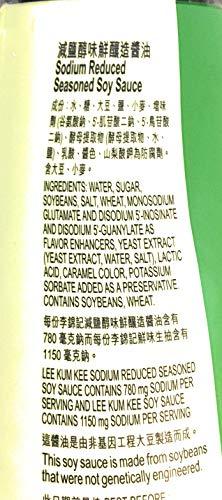 減鹽醇味鮮釀造醬油
Sodium Reduced
Seasoned Soy Sauce
成份：水、糖、大豆、鹽、小麥、增味
劑 (谷氨酸鈉、5'-肌苷酸二鈉、5'-鳥苷酸
二鈉)、酵母提取物 (酵母提取物、水、
鹽)、乳酸、醬色、山梨酸鉀為防腐劑。
含大豆、小麥。
INGREDIENTS: WATER, SUGAR,
SOYBEANS, SALT, WHEAT, MONOSODIUM
GLUTAMATE AND DISODIUM 5'-INOSINATE
AND DISODIUM 5'-GUANYLATE AS
FLAVOR ENHANCERS, YEAST EXTRACT
(YEAST EXTRACT, WATER, SALT), LACTIC
ACID, CARAMEL COLOR, POTASSIUM
SORBATE ADDED AS A PRESERVATIVE.
CONTAINS SOYBEANS, WHEAT.
每份李錦記減鹽醇味鮮釀造醬油含有
780 毫克鈉而每份李錦記鮮味生抽含有
1150 毫克鈉。
LEE KUM KEE SODIUM REDUCED SEASONED
SOY SAUCE CONTAINS 780 mg SODIUM PER
SERVING AND LEE KUM KEE SOY SAUCE
CONTAINS 1150 mg SODIUM PER SERVING
這醬油是由非基因工程大豆製造而成。
This soy sauce is made from soybeans
that were not genetically engineered.
此日期前最佳 BEST BEFORE